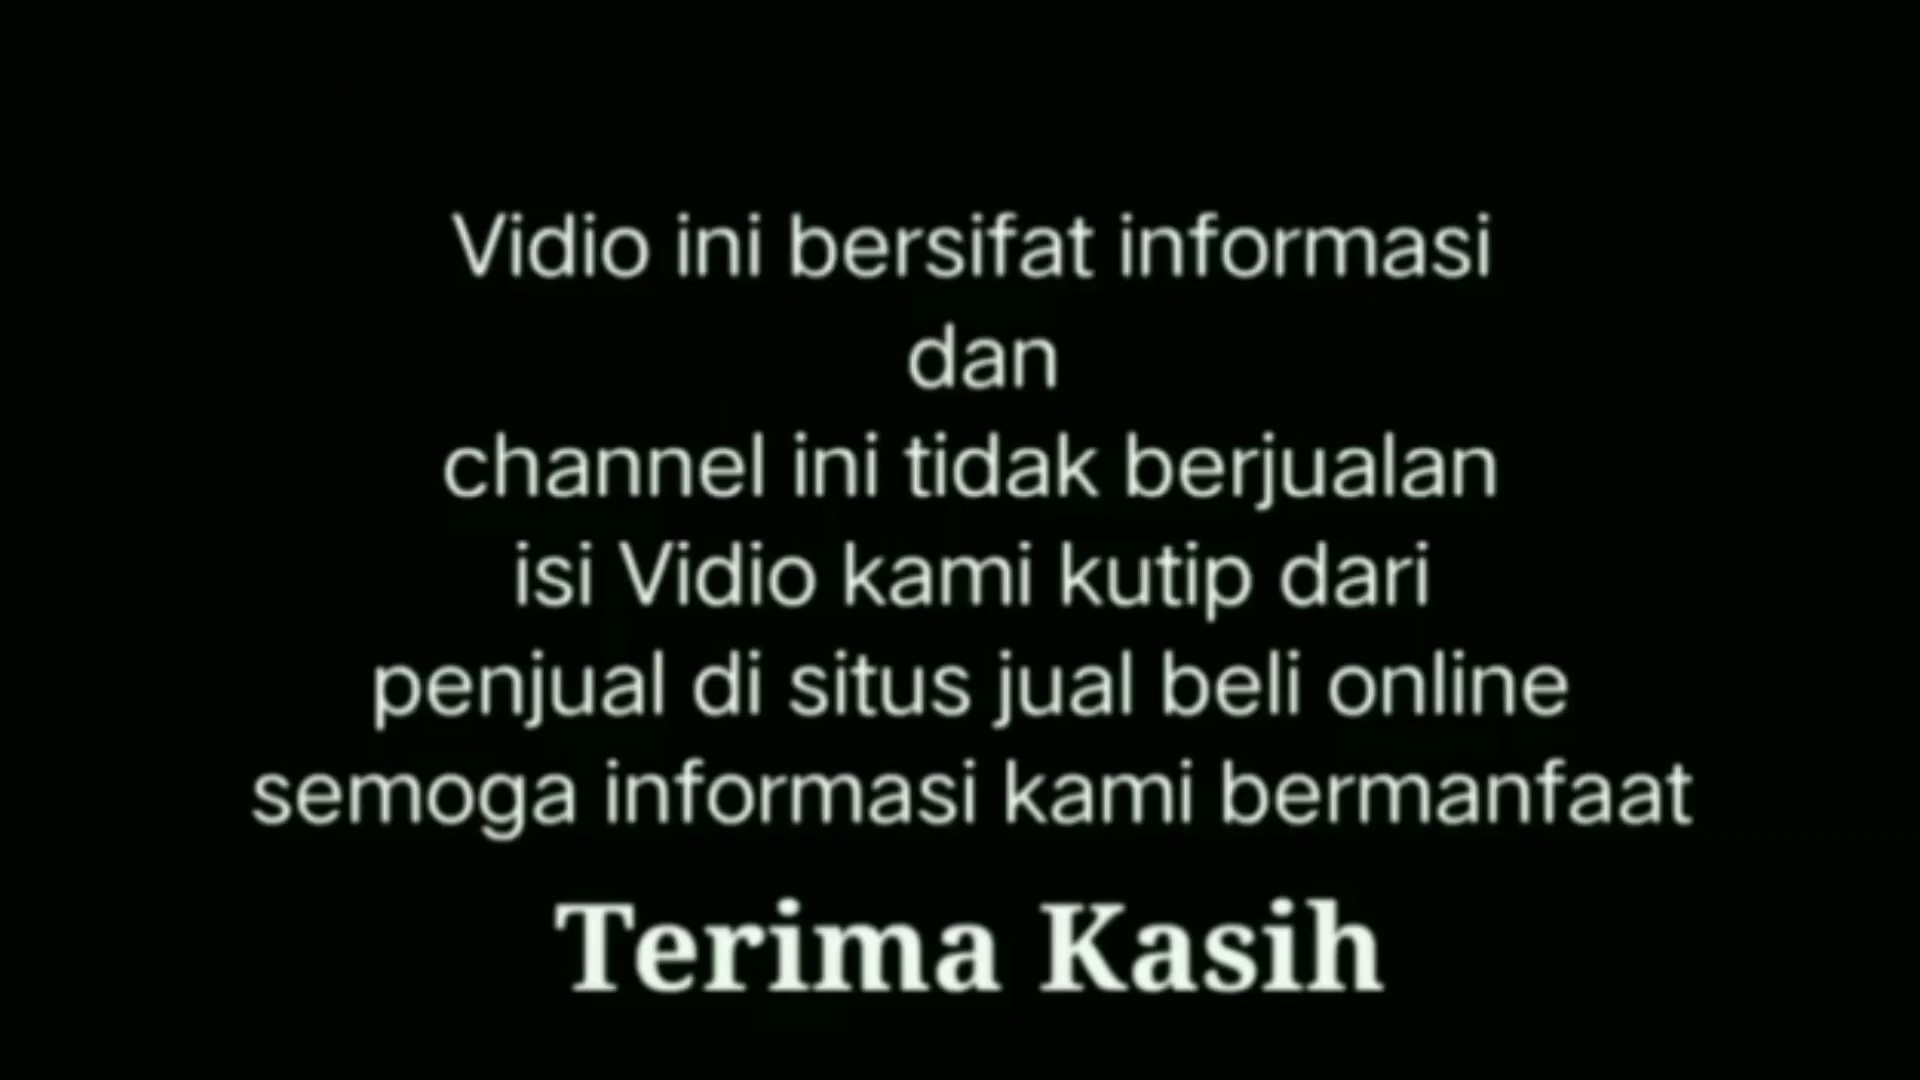 Vidio ini bersifat informasi
dan
channel ini tidak berjualan
isi Vidio kami kutip dari
penjual di situs jual beli online
semoga informasi kami bermanfaat
Terima Kasih